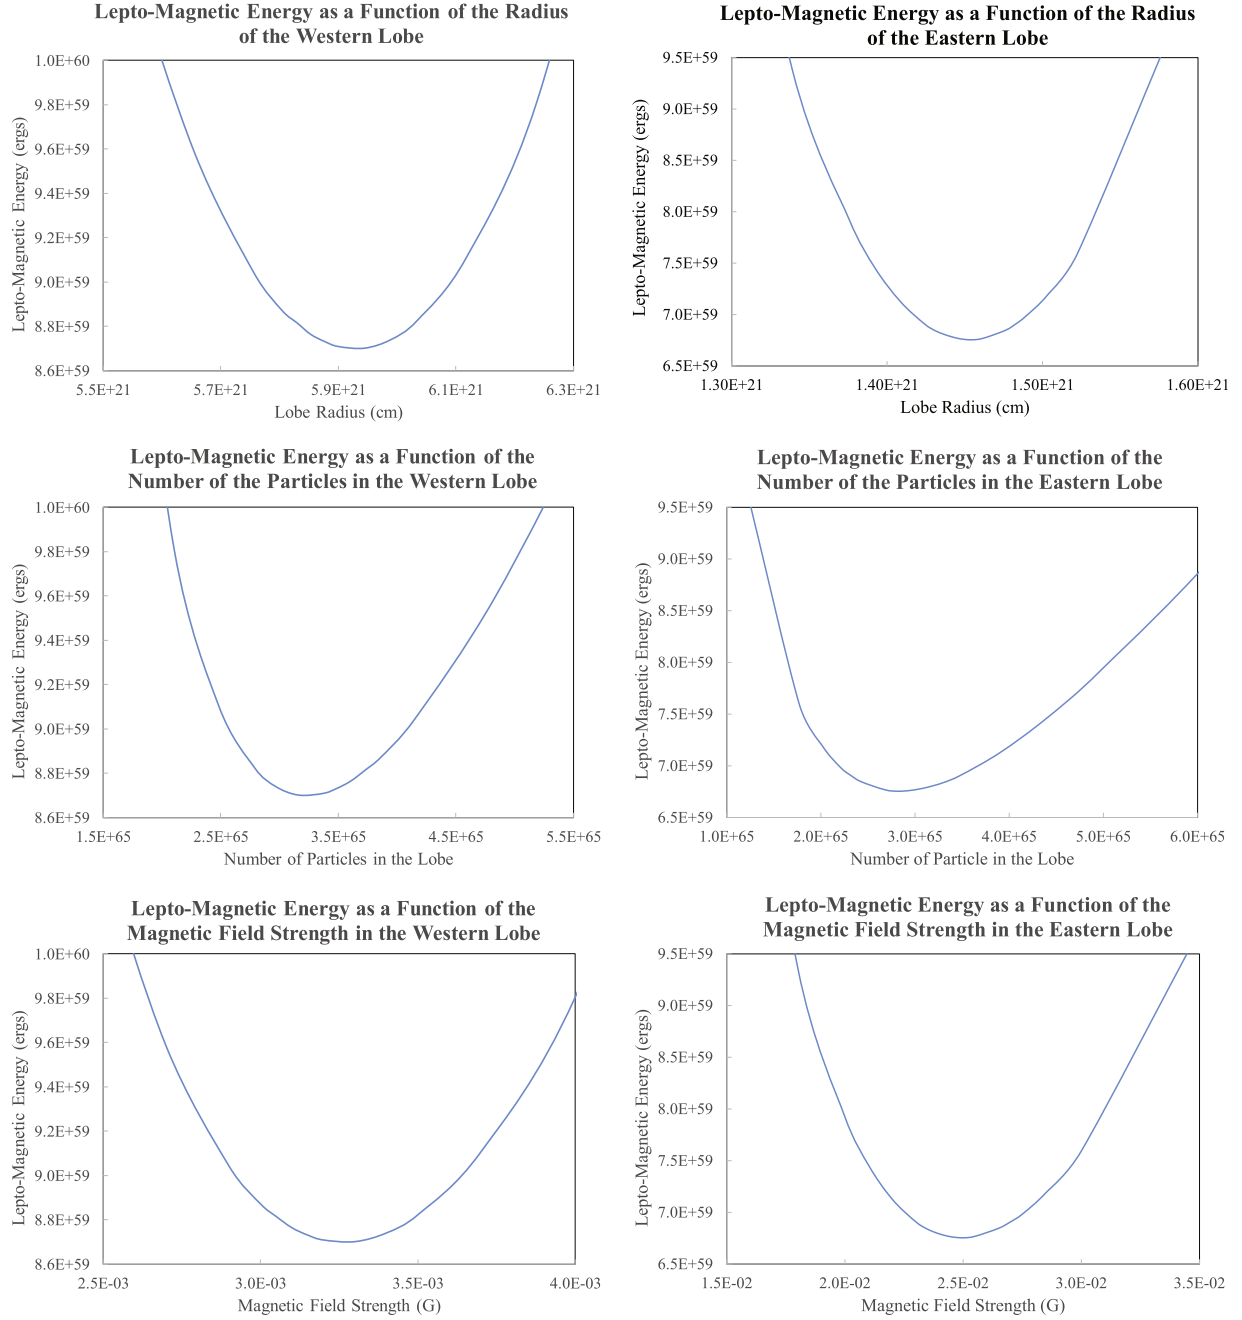 Lepto-Magnetic Energy as a Function of the Radius
of the Western Lobe
1.0E+60
9.8E+59
9.6E+59
9.4E+59
9.2E+59
9.0E+59
8.8E+59
8.6E+59
Lepto-Magnetic Energy (ergs)
5.5E+21 5.7E+21 5.9E+21 6.1E+21 6.3E+21
Lobe Radius (cm)
Lepto-Magnetic Energy as a Function of the Radius
of the Eastern Lobe
9.5E+59
9.0E+59
8.5E+59
8.0E+59
7.5E+59
7.0E+59
6.5E+59
Lepto-Magnetic Energy (ergs)
1.30E+21 1.40E+21 1.50E+21 1.60E+21
Lobe Radius (cm)
Lepto-Magnetic Energy as a Function of the
Number of the Particles in the Western Lobe
1.0E+60
9.8E+59
9.6E+59
9.4E+59
9.2E+59
9.0E+59
8.8E+59
8.6E+59
Lepto-Magnetic Energy (ergs)
1.5E+65 2.5E+65 3.5E+65 4.5E+65 5.5E+65
Number of Particles in the Lobe
Lepto-Magnetic Energy as a Function of the
Number of the Particles in the Eastern Lobe
9.5E+59
9.0E+59
8.5E+59
8.0E+59
7.5E+59
7.0E+59
6.5E+59
Lepto-Magnetic Energy (ergs)
1.0E+65 2.0E+65 3.0E+65 4.0E+65 5.0E+65 6.0E+65
Number of Particle in the Lobe
Lepto-Magnetic Energy as a Function of the
Magnetic Field Strength in the Western Lobe
1.0E+60
9.8E+59
9.6E+59
9.4E+59
9.2E+59
9.0E+59
8.8E+59
8.6E+59
Lepto-Magnetic Energy (ergs)
2.5E-03 3.0E-03 3.5E-03 4.0E-03
Magnetic Field Strength (G)
Lepto-Magnetic Energy as a Function of the
Magnetic Field Strength in the Eastern Lobe
9.5E+59
9.0E+59
8.5E+59
8.0E+59
7.5E+59
7.0E+59
6.5E+59
Lepto-Magnetic Energy (ergs)
1.5E-02 2.0E-02 2.5E-02 3.0E-02 3.5E-02
Magnetic Field Strength (G)